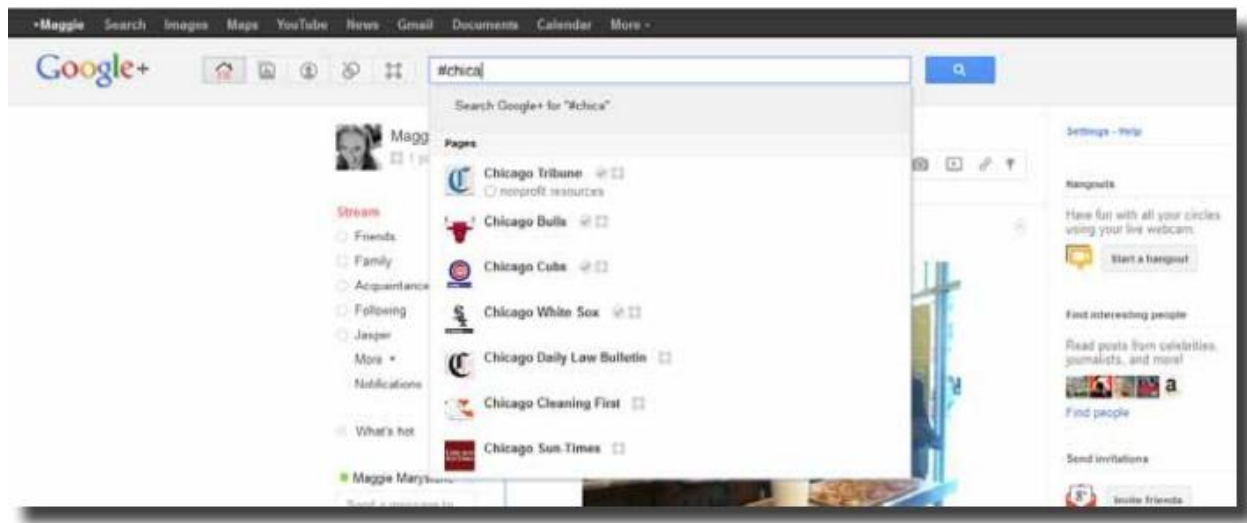 +Maggie Search Images Maps YouTube News Gmail Documents Calendar More
Google+
#chica
Search Google+ for "#chica"
Magg
Pages
Chicago Tribune
nonprofit resources
Chicago Bulls
Chicago Cubs
Chicago White Sox
Chicago Daily Law Bulletin
Chicago Cleaning First
Chicago Sun-Times
Stream
Friends
Family
Acquaintance
Following
Jasper
More
Notifications
What's hot
Maggie
Settings - Help
Hangouts
Have fun with all your circles
using your live webcam.
Start a hangout
Find interesting people
Read posts from celebrities,
journalists, and more!
a
Find people
Send invitations
Invite friends